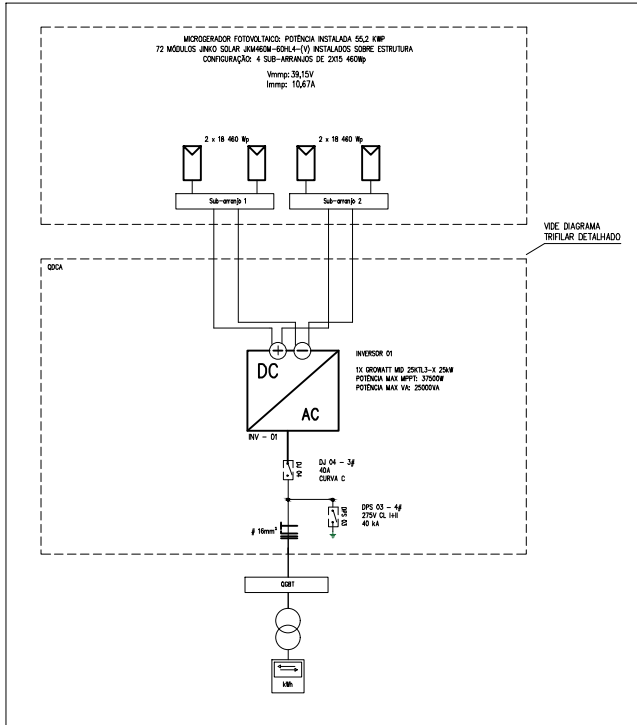 MICROGERADOR FOTOVOLTAICO: POTÊNCIA INSTALADA 55,2 KWP
72 MÓDULOS JINKO SOLAR JKM460M-60HL4-(V) INSTALADOS SOBRE ESTRUTURA
CONFIGURAÇÃO: 4 SUB-ARRANJOS DE 2X15 460Wp
Vmmp: 39,15V
Immp: 10,67A
2 x 18 460 Wp
2 x 18 460 Wp
Sub-arranjo 1
Sub-arranjo 2
VIDE DIAGRAMA
TRIFILAR DETALHADO
QDCA
DC
AC
INVERSOR 01
1X GROWATT MID 25KTL3-X 25kW
POTÊNCIA MAX MPPT: 37500W
POTÊNCIA MAX VA: 25000VA
INV - 01
DJ 04
DJ 04 - 3#
40A
CURVA C
DPS 03
DPS 03 - 4#
275V CL I+II
40 kA
# 16mm²
QGBT
kWh